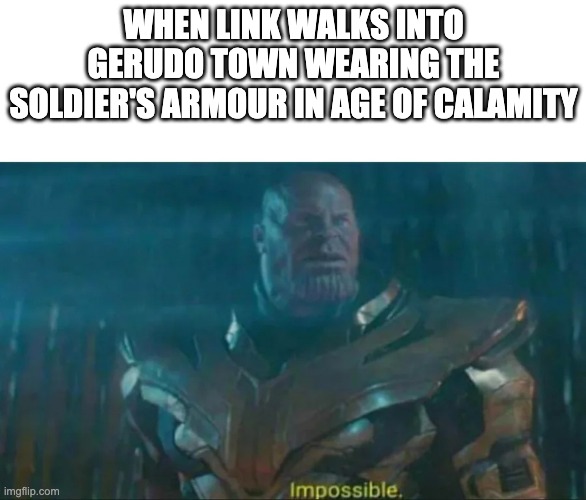 WHEN LINK WALKS INTO
GERUDO TOWN WEARING THE
SOLDIER'S ARMOUR IN AGE OF CALAMITY
Impossible.
imgflip.com